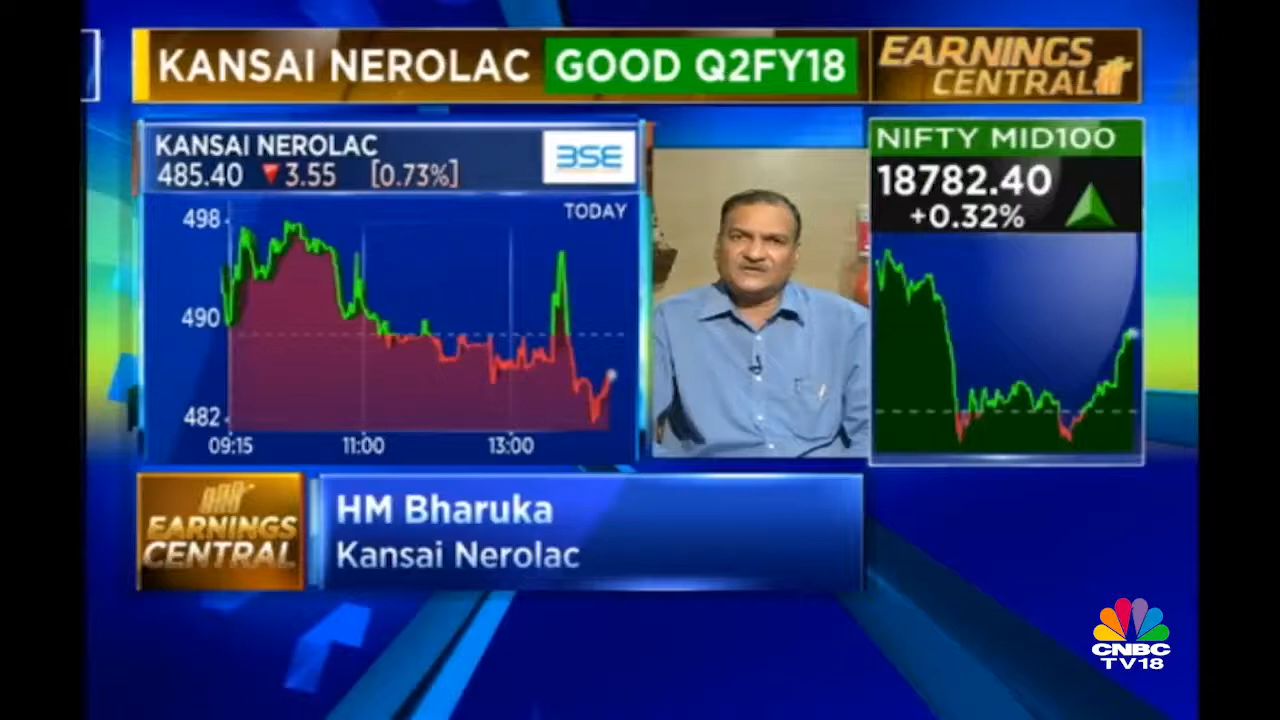 KANSAI NEROLAC GOOD Q2FY18
EARNINGS
CENTRAL
KANSAI NEROLAC
485.40 ▼3.55 [0.73%]
BSE
TODAY
498
490
482
09:15 11:00 13:00
NIFTY MID100
18782.40
+0.32%
EARNINGS
CENTRAL
HM Bharuka
Kansai Nerolac
CNBC
TV18